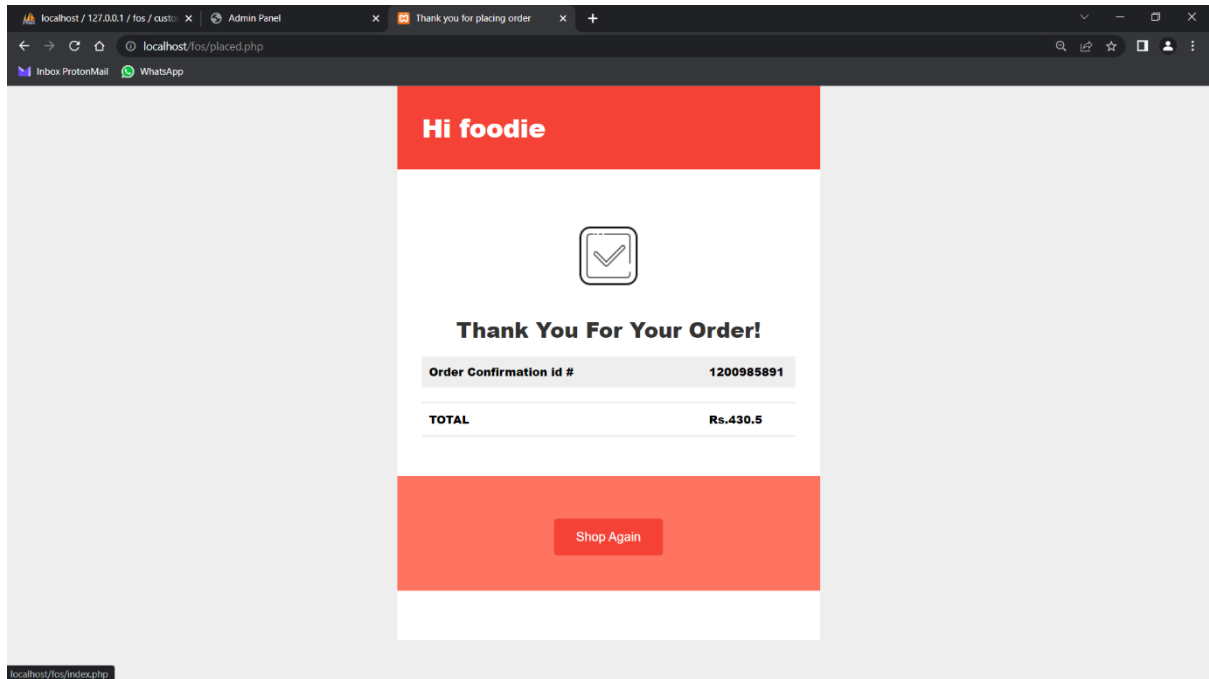 localhost / 127.0.0.1 / fos / custo
Admin Panel
Thank you for placing order
localhost/fos/placed.php
Inbox ProtonMail
WhatsApp
Hi foodie
Thank You For Your Order!
Order Confirmation id # 1200985891
TOTAL Rs.430.5
Shop Again
localhost/fos/index.php